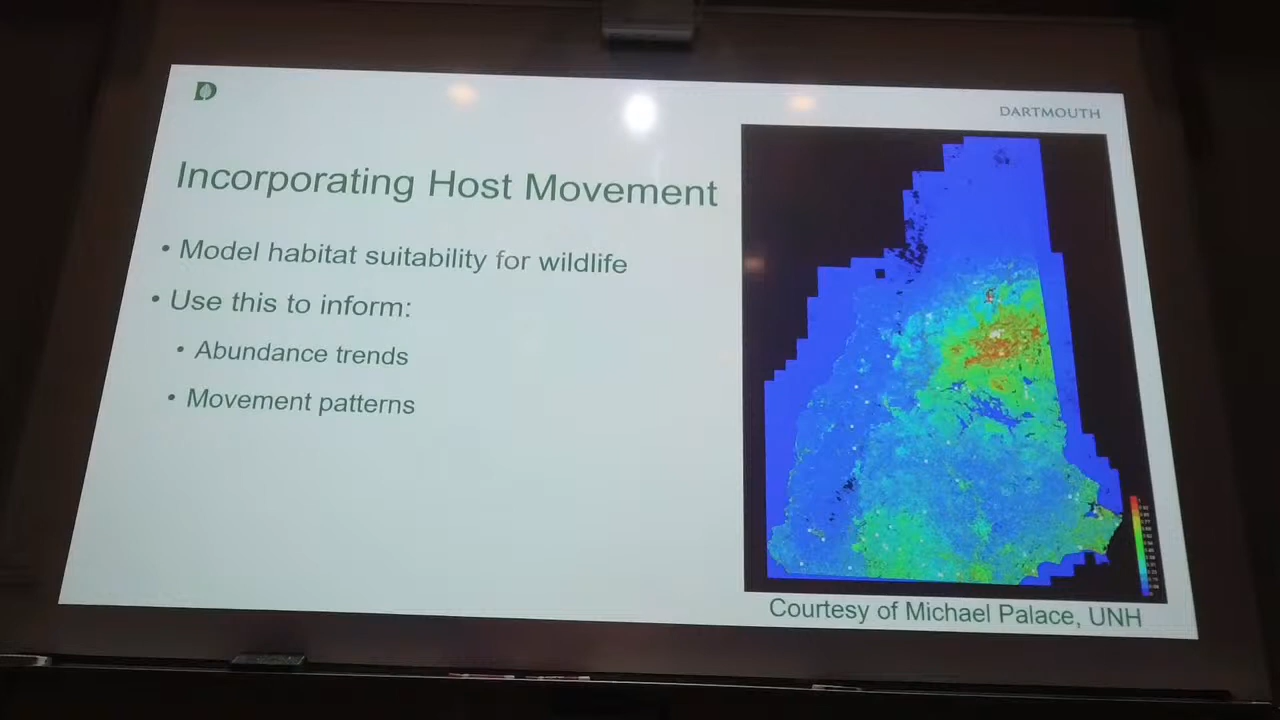 DARTMOUTH
Incorporating Host Movement
• Model habitat suitability for wildlife
• Use this to inform:
• Abundance trends
• Movement patterns
Courtesy of Michael Palace, UNH